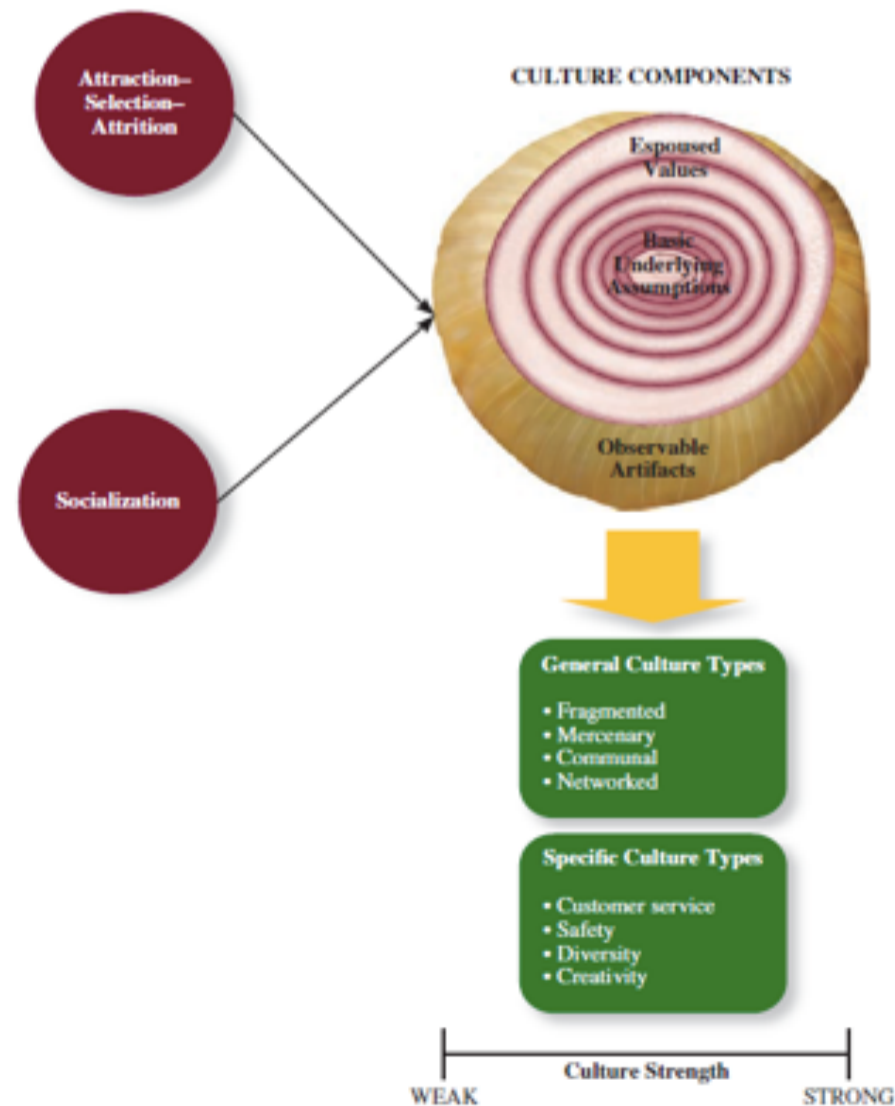 Attraction–
Selection–
Attrition
CULTURE COMPONENTS
Espoused
Values
Basic
Underlying
Assumptions
Observable
Artifacts
Socialization
General Culture Types
• Fragmented
• Mercenary
• Communal
• Networked
Specific Culture Types
• Customer service
• Safety
• Diversity
• Creativity
Culture Strength
WEAK
STRONG